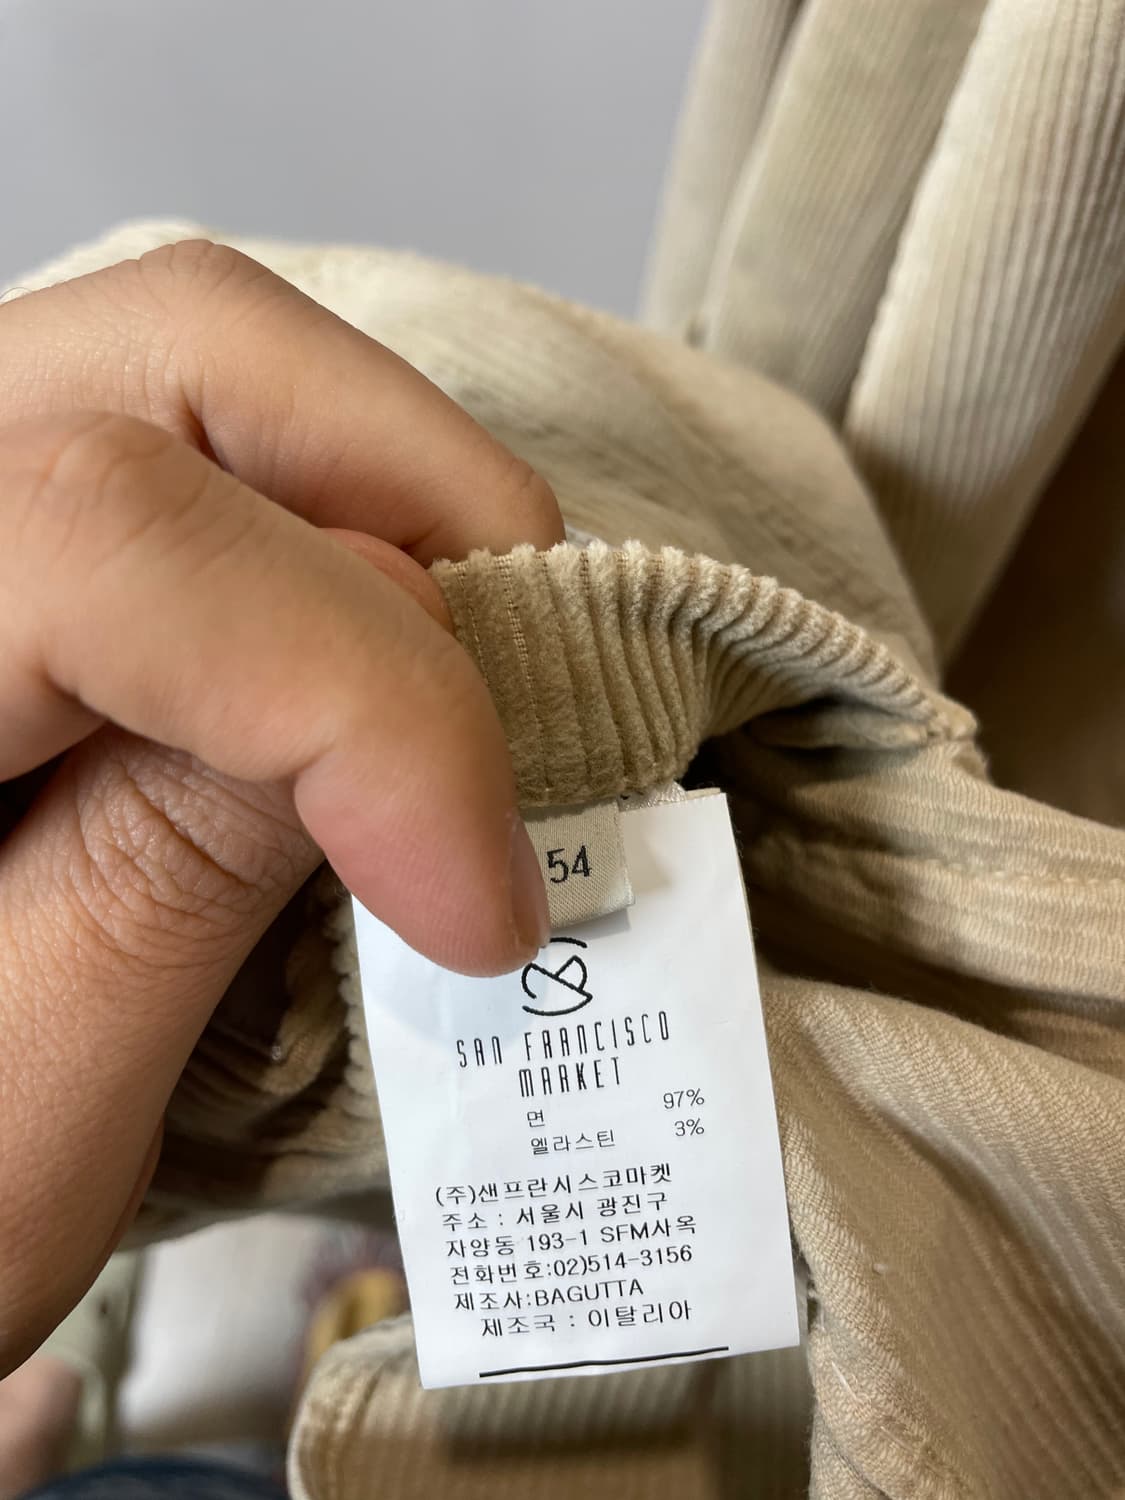 54
SAN FRANCISCO
MARKET
면 97%
엘라스틴 3%
(주)샌프란시스코마켓
주소 : 서울시 광진구
자양동 193-1 SFM사옥
전화번호:02)514-3156
제조사:BAGUTTA
제조국 : 이탈리아